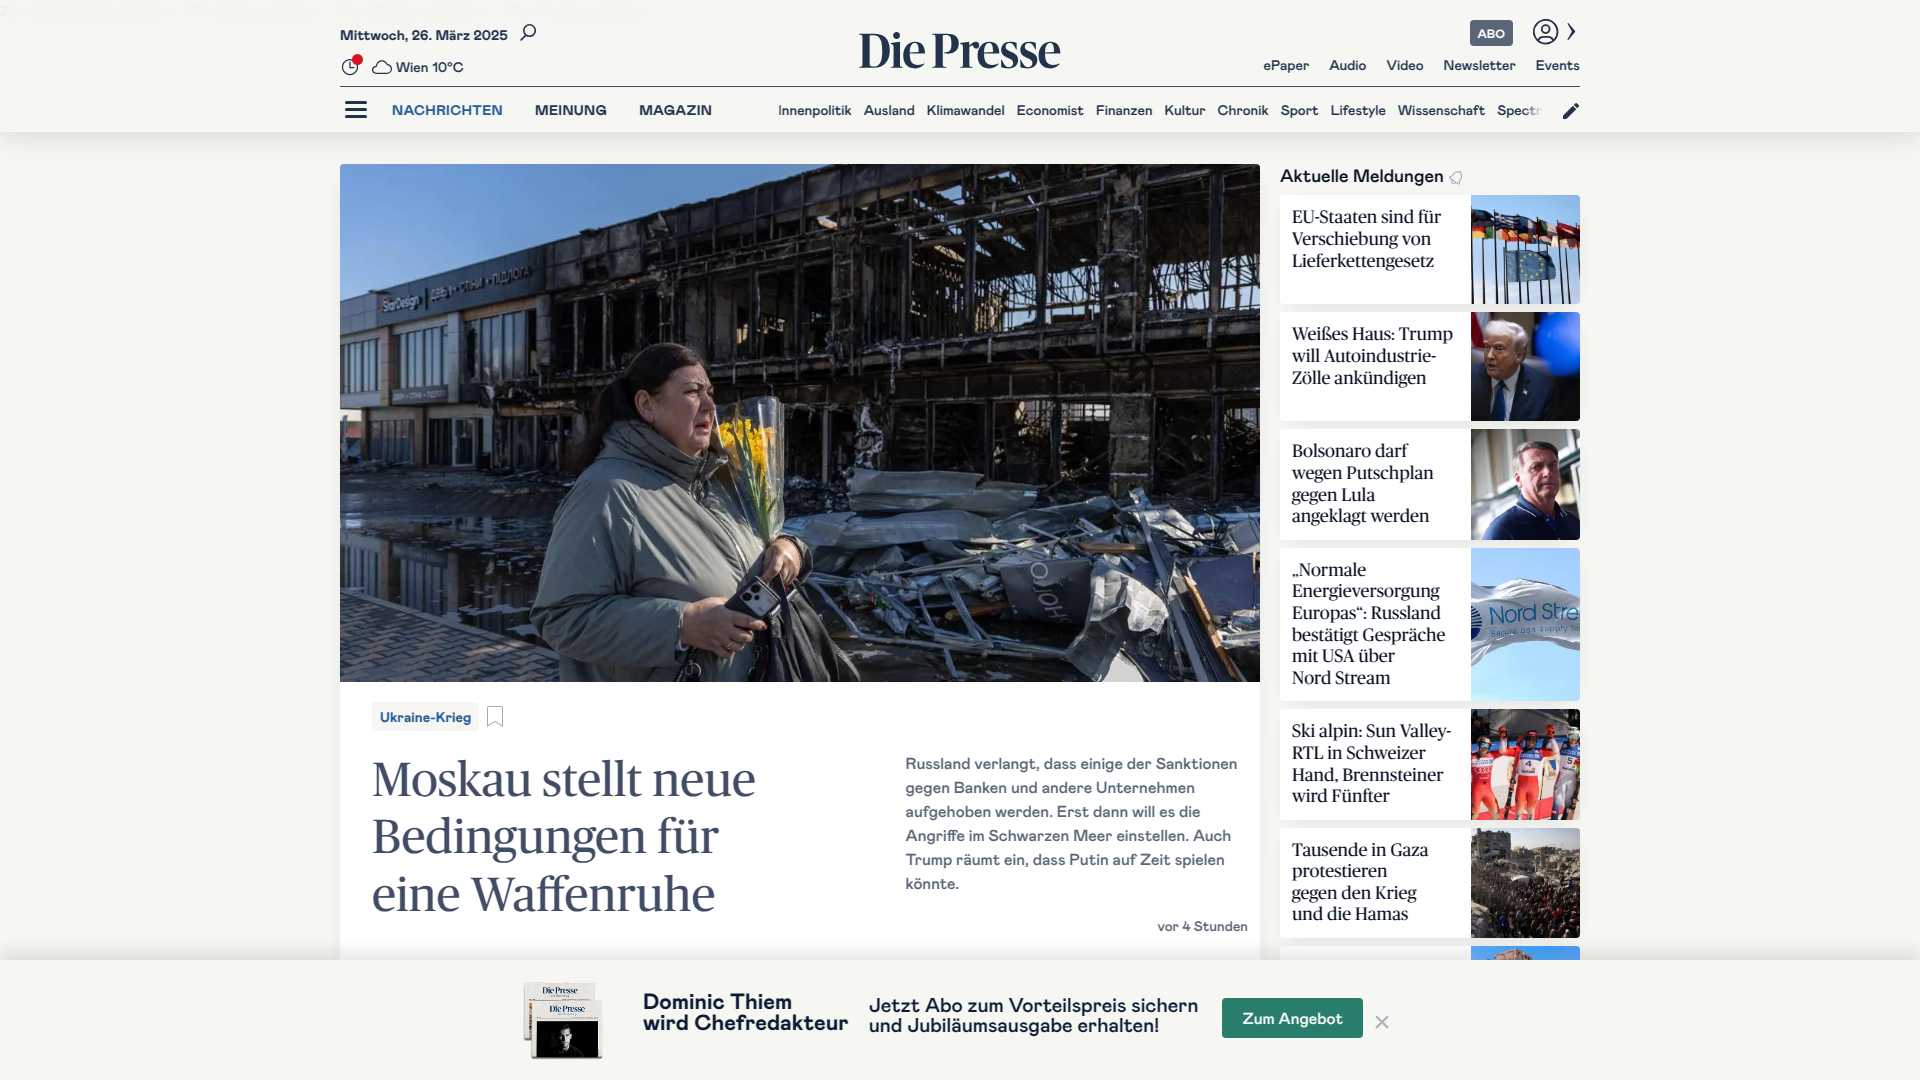 Mittwoch, 26. März 2025
Wien 10°C
Die Presse
ABO
ePaper Audio Video Newsletter Events
NACHRICHTEN MEINUNG MAGAZIN
Innenpolitik Ausland Klimawandel Economist Finanzen Kultur Chronik Sport Lifestyle Wissenschaft Spectr
StarDesign
Ukraine-Krieg
Moskau stellt neue
Bedingungen für
eine Waffenruhe
Russland verlangt, dass einige der Sanktionen
gegen Banken und andere Unternehmen
aufgehoben werden. Erst dann will es die
Angriffe im Schwarzen Meer einstellen. Auch
Trump räumt ein, dass Putin auf Zeit spielen
könnte.
vor 4 Stunden
Aktuelle Meldungen
EU-Staaten sind für
Verschiebung von
Lieferkettengesetz
Weißes Haus: Trump
will Autoindustrie-
Zölle ankündigen
Bolsonaro darf
wegen Putschplan
gegen Lula
angeklagt werden
„Normale
Energieversorgung
Europas“: Russland
bestätigt Gespräche
mit USA über
Nord Stream
Nord Stre
Ski alpin: Sun Valley-
RTL in Schweizer
Hand, Brennsteiner
wird Fünfter
Tausende in Gaza
protestieren
gegen den Krieg
und die Hamas
Die Presse
Die Presse
Dominic Thiem
wird Chefredakteur
Jetzt Abo zum Vorteilspreis sichern
und Jubiläumsausgabe erhalten!
Zum Angebot